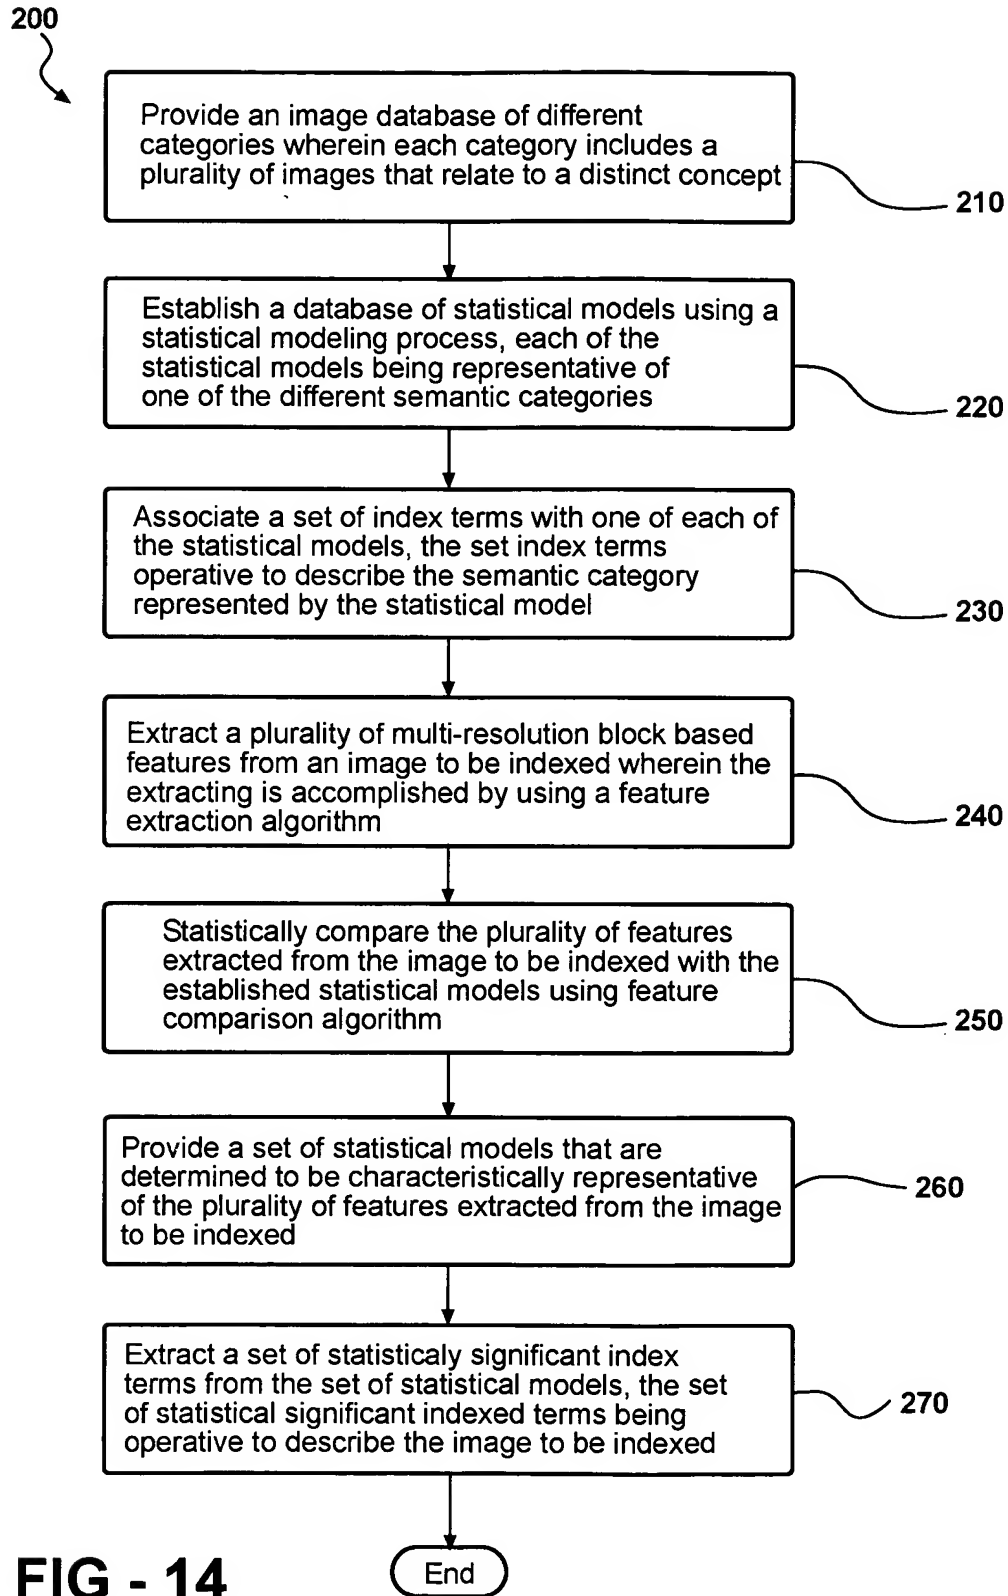 200
Provide an image database of different
categories wherein each category includes a
plurality of images that relate to a distinct concept
210
Establish a database of statistical models using a
statistical modeling process, each of the
statistical models being representative of
one of the different semantic categories
220
Associate a set of index terms with one of each of
the statistical models, the set index terms
operative to describe the semantic category
represented by the statistical model
230
Extract a plurality of multi-resolution block based
features from an image to be indexed wherein the
extracting is accomplished by using a feature
extraction algorithm
240
Statistically compare the plurality of features
extracted from the image to be indexed with the
established statistical models using feature
comparison algorithm
250
Provide a set of statistical models that are
determined to be characteristically representative
of the plurality of features extracted from the image
to be indexed
260
Extract a set of statisticaly significant index
terms from the set of statistical models, the set
of statistical significant indexed terms being
operative to describe the image to be indexed
270
End
FIG - 14